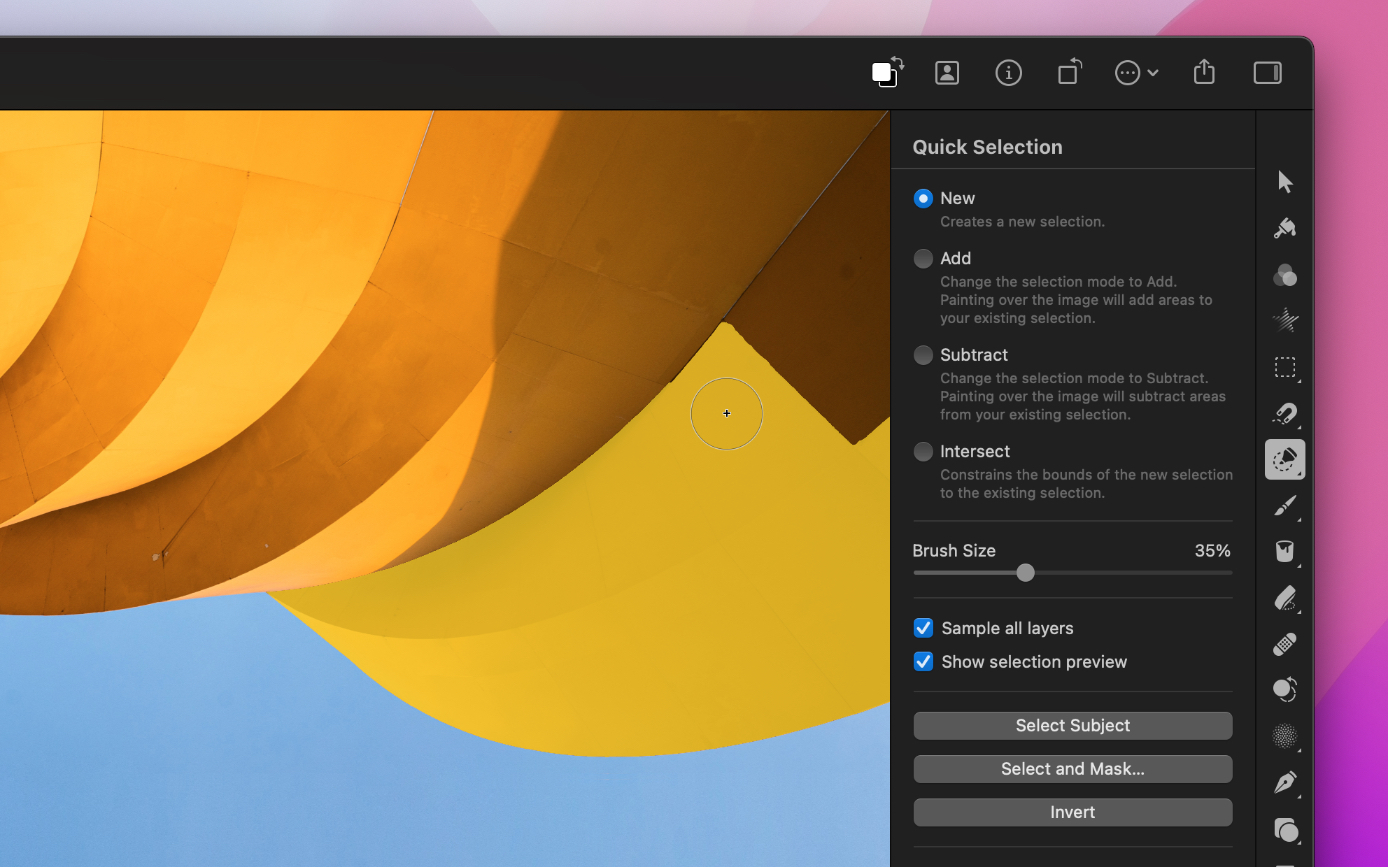 Quick Selection
New
Creates a new selection.
Add
Change the selection mode to Add.
Painting over the image will add areas to
your existing selection.
Subtract
Change the selection mode to Subtract.
Painting over the image will subtract areas
from your existing selection.
Intersect
Constrains the bounds of the new selection
to the existing selection.
Brush Size 35%
Sample all layers
Show selection preview
Select Subject
Select and Mask...
Invert